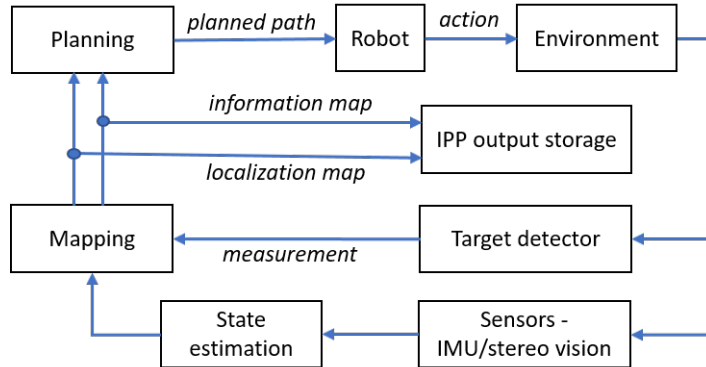 Planning
planned path
Robot
action
Environment
information map
IPP output storage
localization map
Mapping
measurement
Target detector
State
estimation
Sensors -
IMU/stereo vision